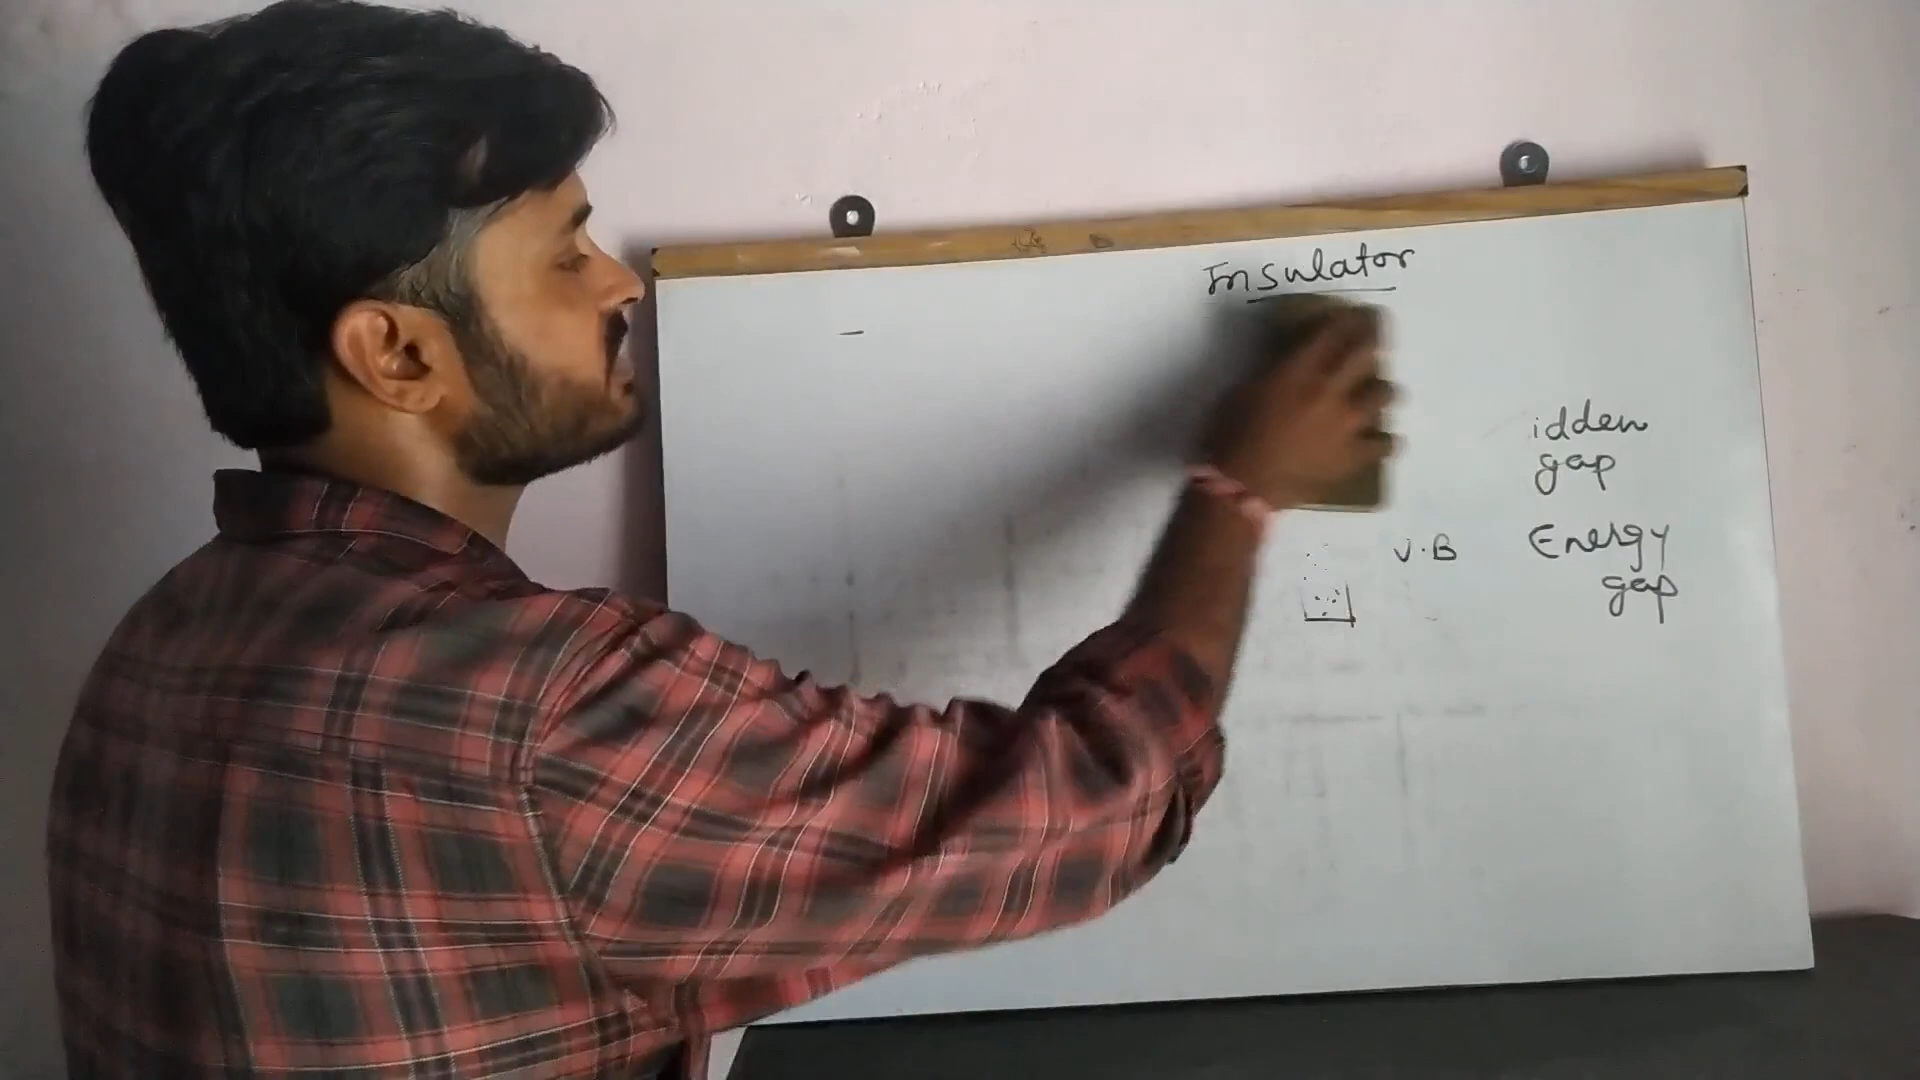 Insulator
idden
gap
V.B
Energy
gap